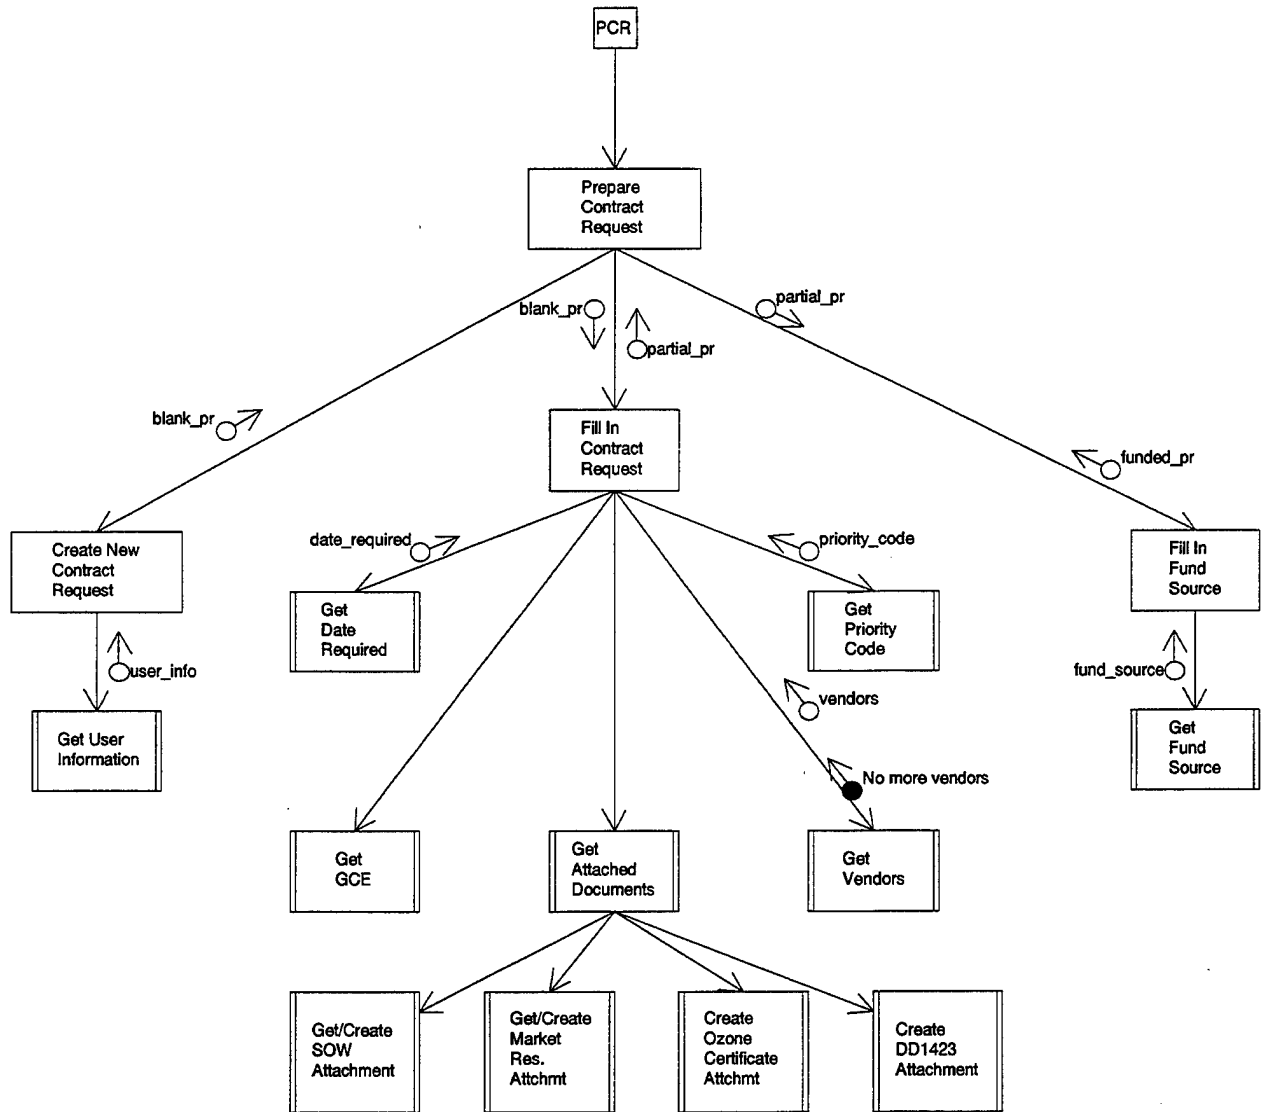 PCR
Prepare
Contract
Request
blank_pr
partial_pr
partial_pr
blank_pr
Fill In
Contract
Request
funded_pr
Create New
Contract
Request
date_required
priority_code
Fill In
Fund
Source
Get
Date
Required
Get
Priority
Code
user_info
fund_source
vendors
Get User
Information
Get
Fund
Source
No more vendors
Get
GCE
Get
Attached
Documents
Get
Vendors
Get/Create
SOW
Attachment
Get/Create
Market
Res.
Attchmt
Create
Ozone
Certificate
Attchmt
Create
DD1423
Attachment